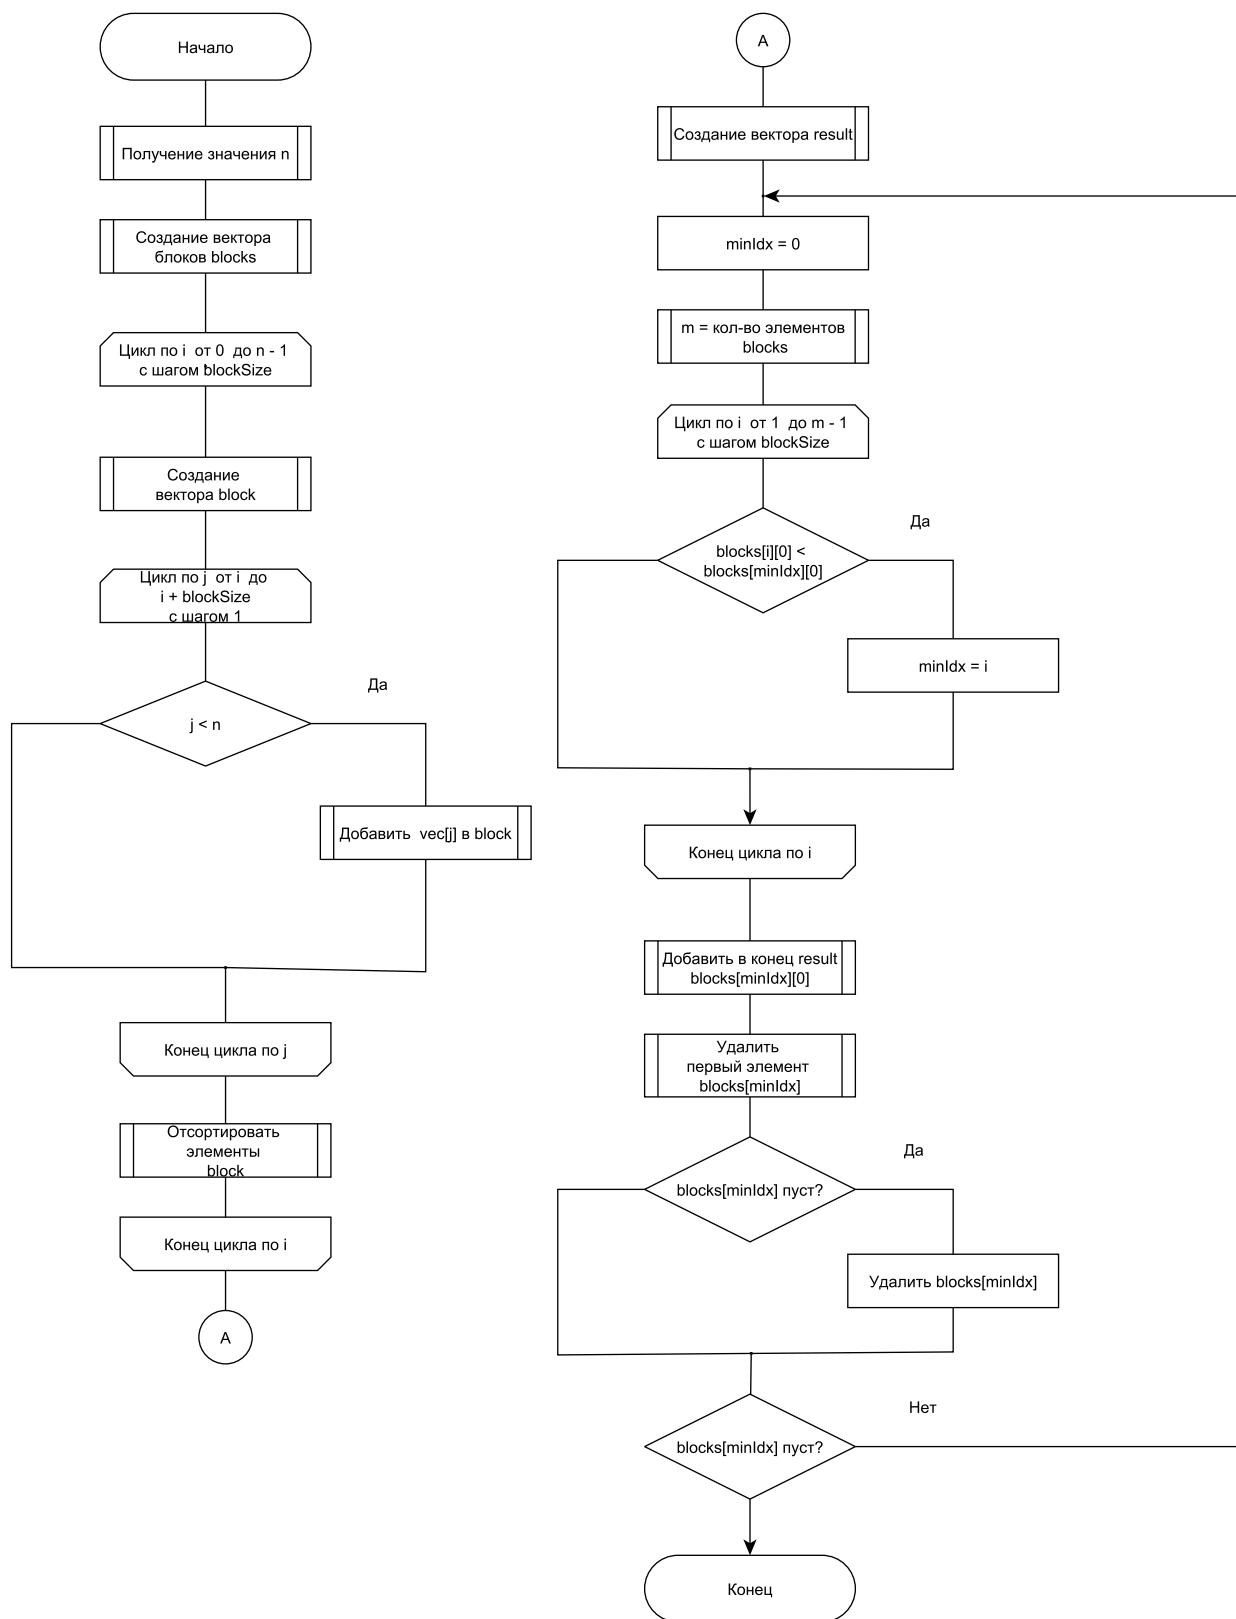 Начало
Получение значения n
Создание вектора
блоков blocks
Цикл по i от 0 до n - 1
с шагом blockSize
Создание
вектора block
Цикл по j от i до
i + blockSize
с шагом 1
Да
j < n
Добавить vec[j] в block
Конец цикла по j
Отсортировать
элементы
block
Конец цикла по i
A
A
Создание вектора result
minIdx = 0
m = кол-во элементов
blocks
Цикл по i от 1 до m - 1
с шагом blockSize
Да
blocks[i][0] <
blocks[minIdx][0]
minIdx = i
Конец цикла по i
Добавить в конец result
blocks[minIdx][0]
Удалить
первый элемент
blocks[minIdx]
Да
blocks[minIdx] пуст?
Удалить blocks[minIdx]
Нет
blocks[minIdx] пуст?
Конец